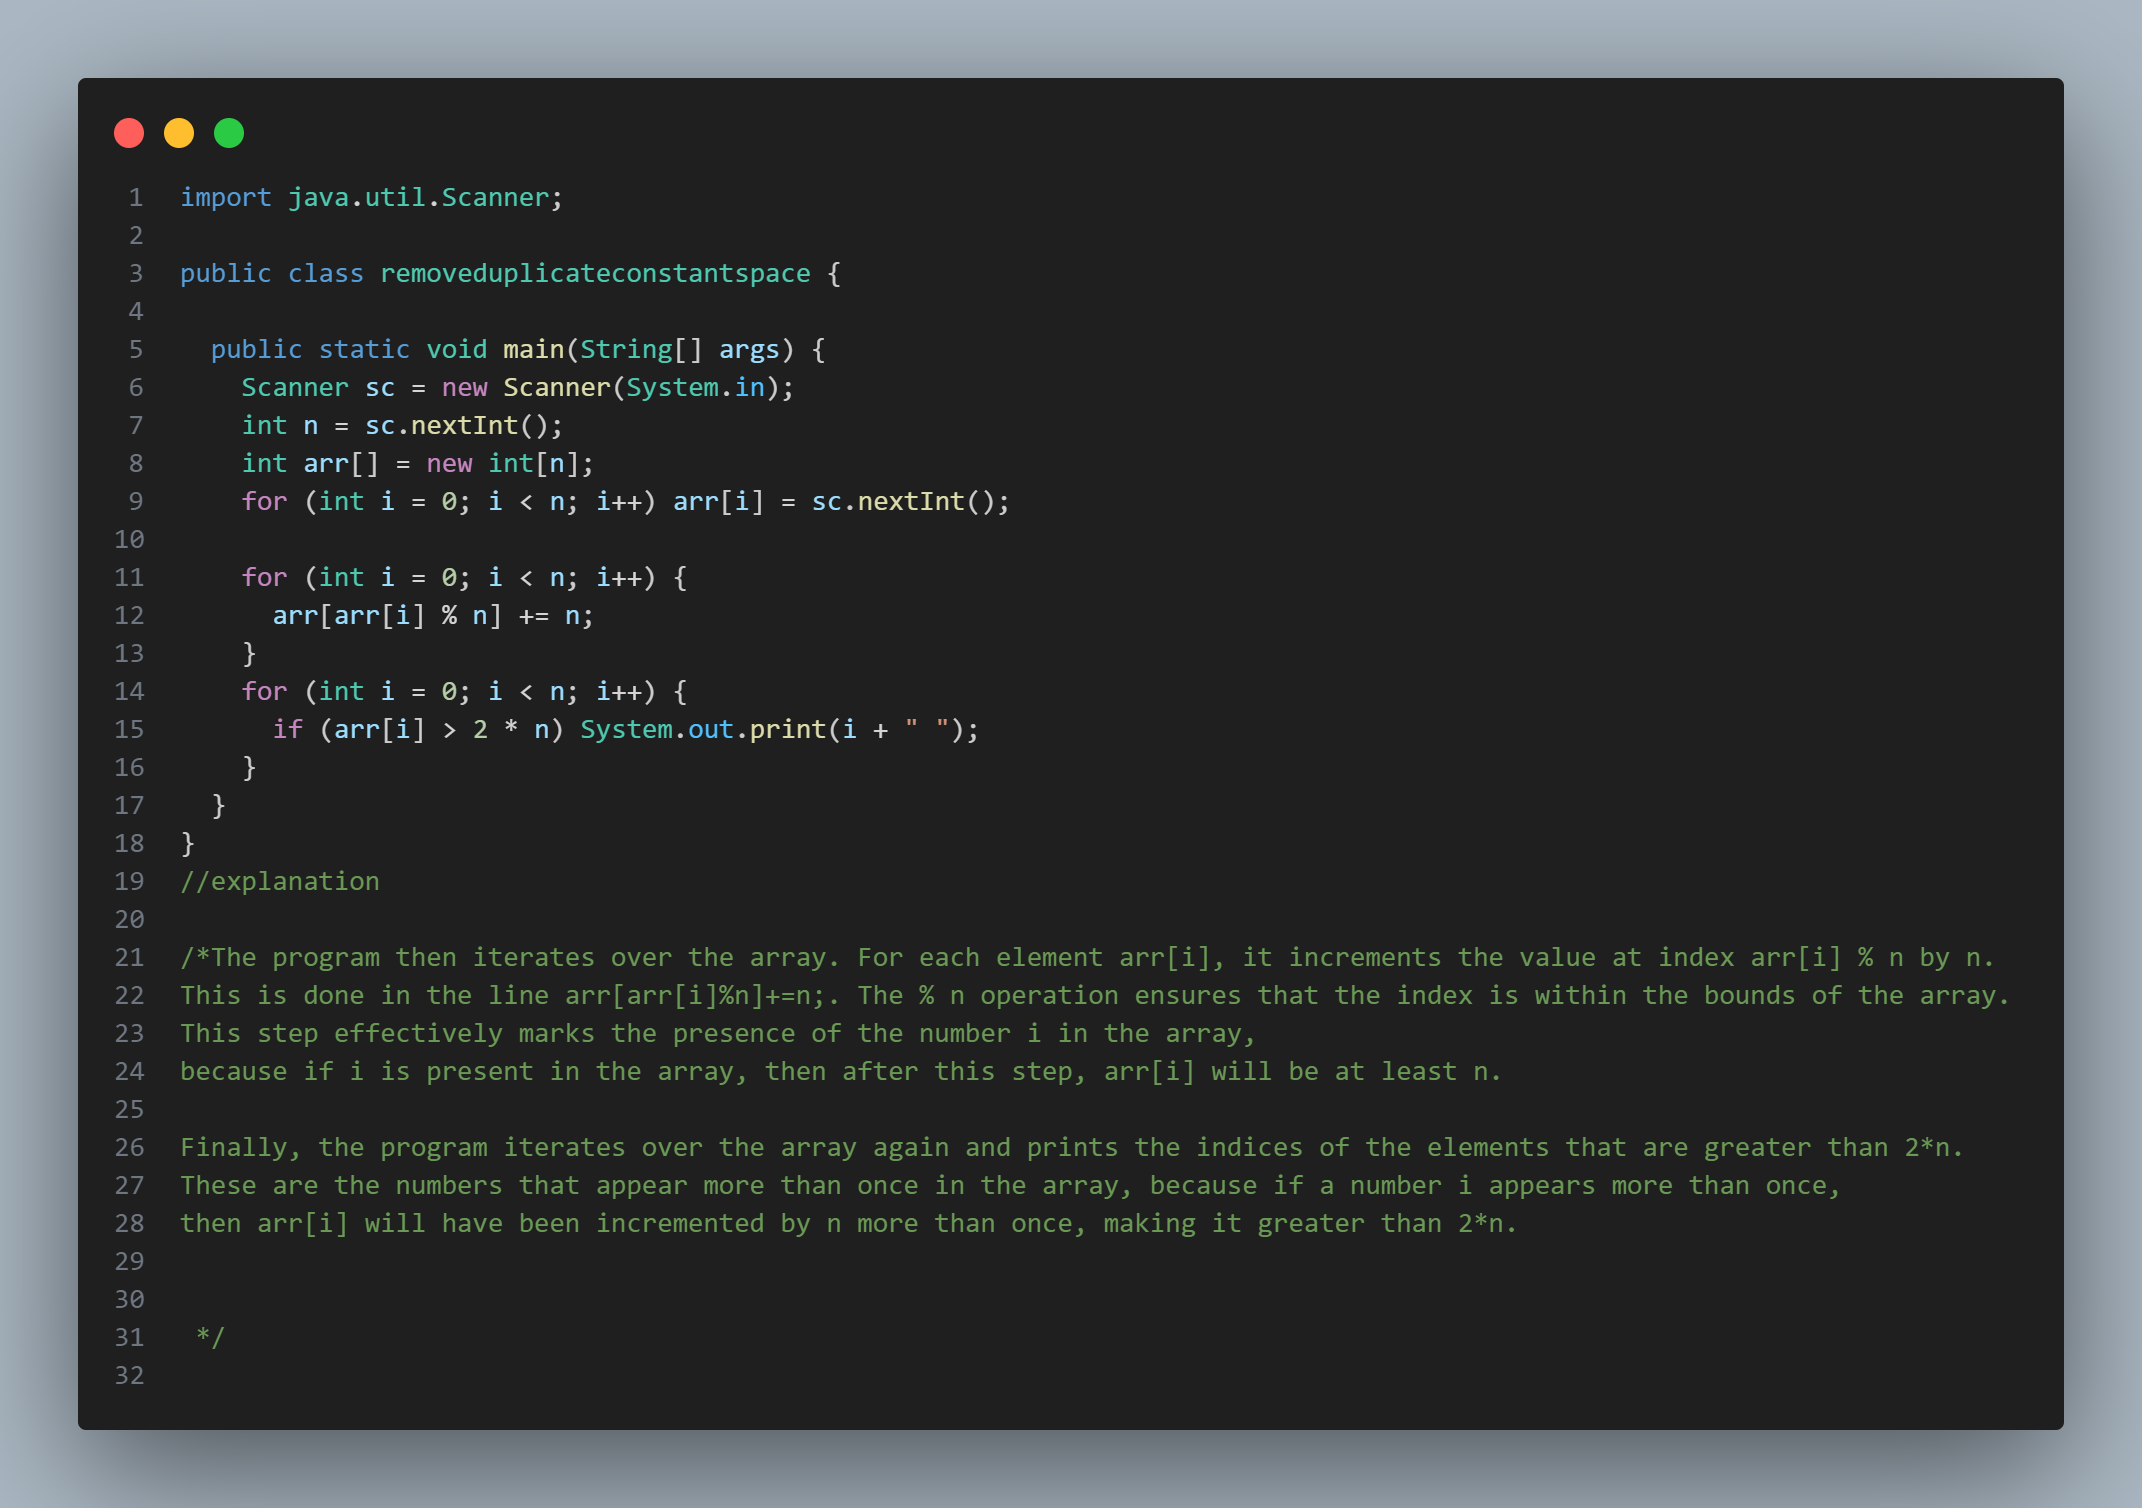 1 import java.util.Scanner;
2
3 public class removeduplicateconstantspace {
4
5   public static void main(String[] args) {
6     Scanner sc = new Scanner(System.in);
7     int n = sc.nextInt();
8     int arr[] = new int[n];
9     for (int i = 0; i < n; i++) arr[i] = sc.nextInt();
10
11     for (int i = 0; i < n; i++) {
12       arr[arr[i] % n] += n;
13     }
14     for (int i = 0; i < n; i++) {
15       if (arr[i] > 2 * n) System.out.print(i + " ");
16     }
17   }
18 }
19 //explanation
20
21 /*The program then iterates over the array. For each element arr[i], it increments the value at index arr[i] % n by n.
22 This is done in the line arr[arr[i]%n]+=n;. The % n operation ensures that the index is within the bounds of the array.
23 This step effectively marks the presence of the number i in the array,
24 because if i is present in the array, then after this step, arr[i] will be at least n.
25
26 Finally, the program iterates over the array again and prints the indices of the elements that are greater than 2*n.
27 These are the numbers that appear more than once in the array, because if a number i appears more than once,
28 then arr[i] will have been incremented by n more than once, making it greater than 2*n.
29
30
31  */
32